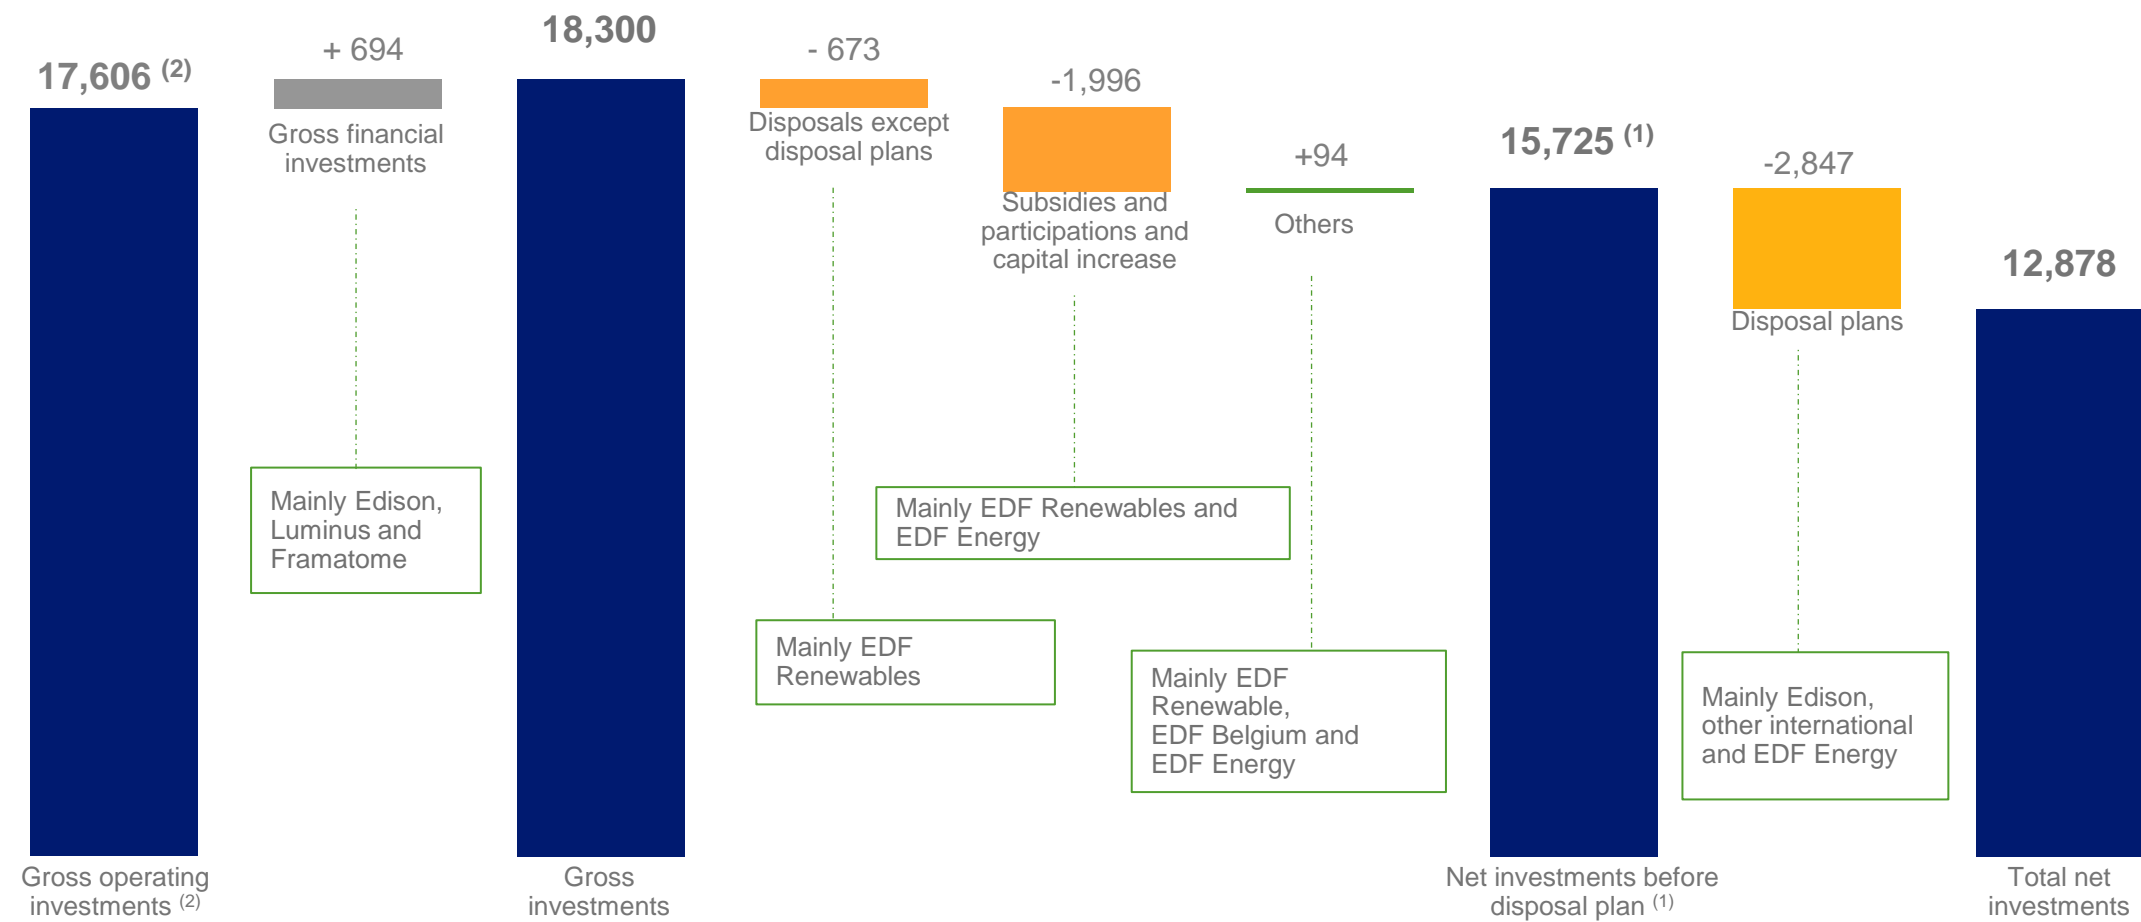 17,606 (2)
+ 694
Gross financial
investments
18,300
- 673
Disposals except
disposal plans
-1,996
Subsidies and
participations and
capital increase
+94
Others
15,725 (1)
-2,847
Disposal plans
12,878
Mainly Edison,
Luminus and
Framatome
Mainly EDF Renewables and
EDF Energy
Mainly EDF
Renewables
Mainly EDF
Renewable,
EDF Belgium and
EDF Energy
Mainly Edison,
other international
and EDF Energy
Gross operating
investments (2)
Gross
investments
Net investments before
disposal plan (1)
Total net
investments